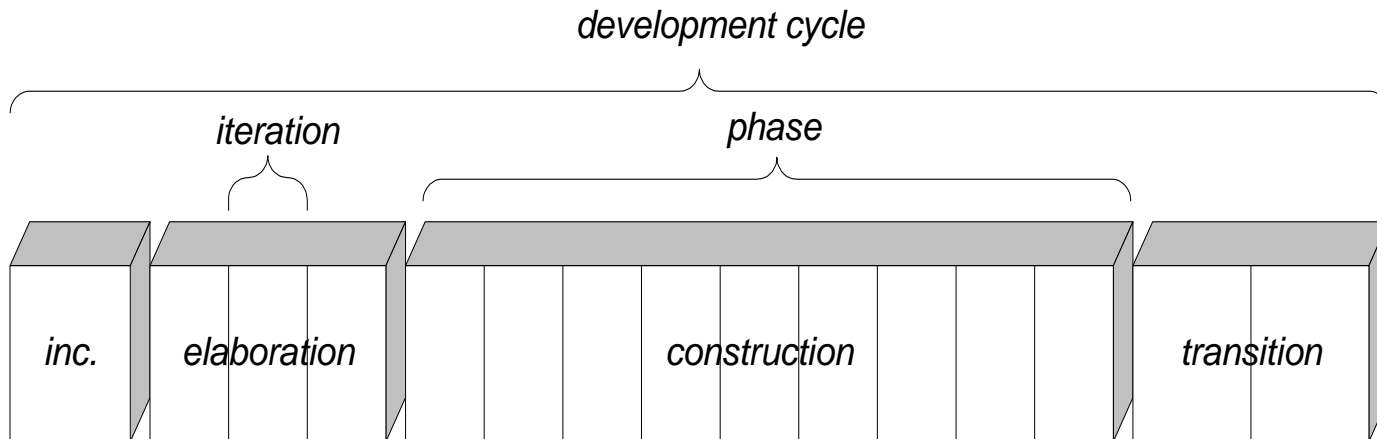 development cycle
iteration
phase
inc.
elaboration
construction
transition